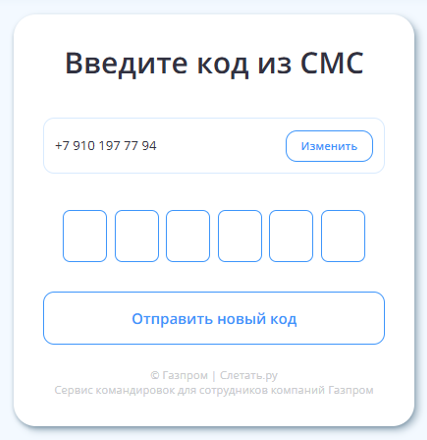 Введите код из СМС
+7 910 197 77 94
Изменить
Отправить новый код
© Газпром | Слетать.ру
Сервис командировок для сотрудников компаний Газпром